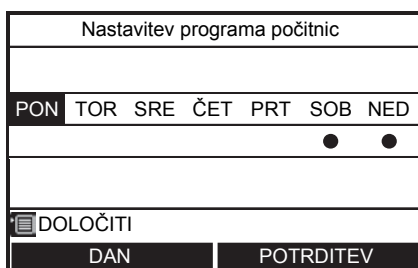 Nastavitev programa počitnic
PON TOR SRE ČET PRT SOB NED
DOLOČITI
DAN POTRDITEV